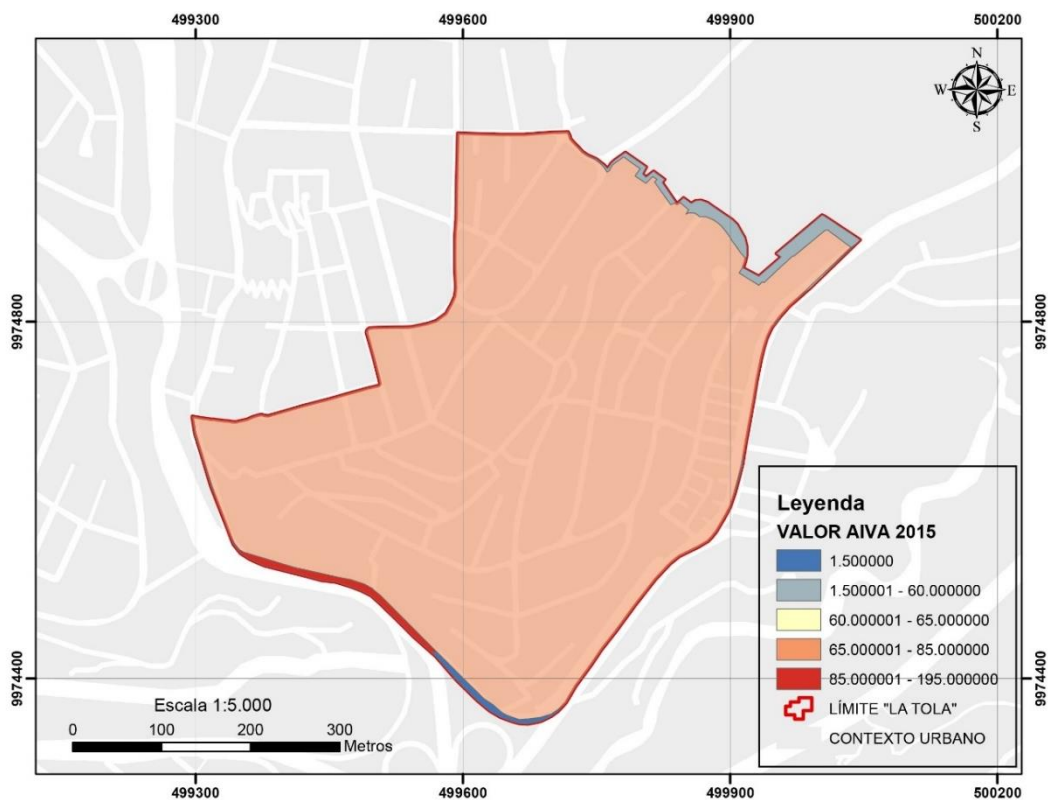 499300 499600 499900 500200
N
W E
S
9974800 9974800
Leyenda
VALOR AIVA 2015
1.500000
1.500001 - 60.000000
60.000001 - 65.000000
65.000001 - 85.000000
85.000001 - 195.000000
LÍMITE "LA TOLA"
CONTEXTO URBANO
9974400 9974400
Escala 1:5.000
0 100 200 300
Metros
499300 499600 499900 500200